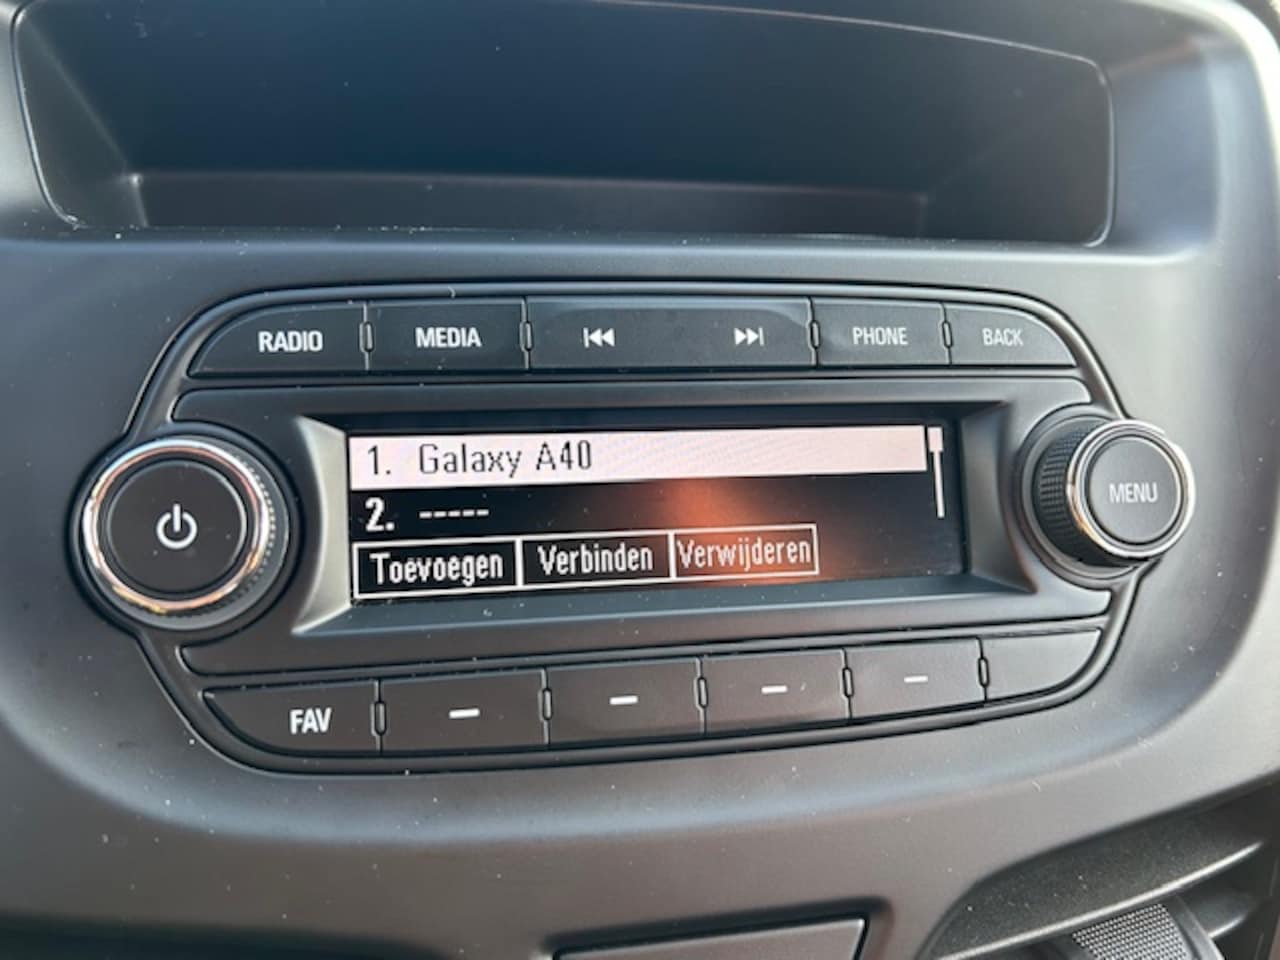 RADIO MEDIA PHONE BACK
1. Galaxy A40
2. -----
Toevoegen Verbinden Verwijderen
MENU
FAV